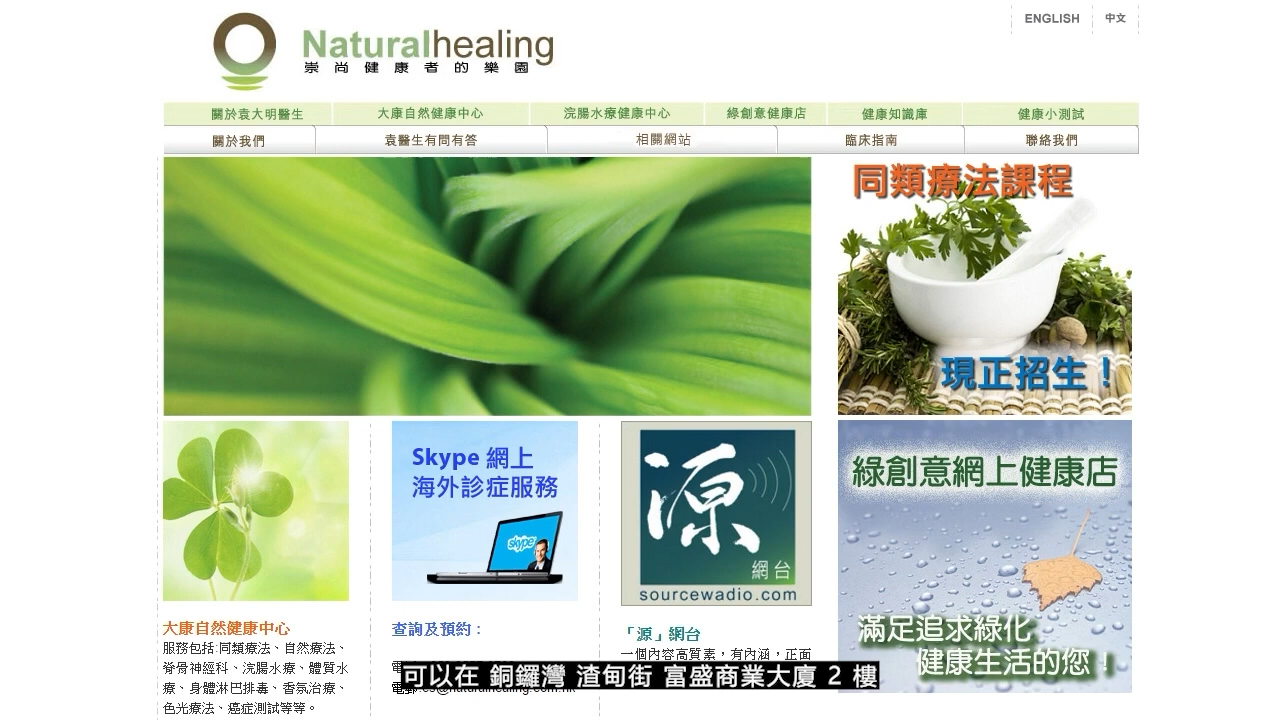 ENGLISH 中文
Naturalhealing
崇尚健康者的樂園
關於袁大明醫生 大康自然健康中心 浣腸水療健康中心 綠創意健康店 健康知識庫 健康小測試
關於我們 袁醫生有問有答 相關網站 臨床指南 聯絡我們
同類療法課程
現正招生！
Skype 網上
海外診症服務
skype
源
網台
sourcewadio.com
綠創意網上健康店
滿足追求綠化
健康生活的您！
大康自然健康中心
服務包括:同類療法、自然療法、
脊骨神經科、浣腸水療、體質水
療、身體淋巴排毒、香氛治療、
色光療法、癌症測試等等。
查詢及預約：
電
電郵:cs@naturalhealing.com.hk
「源」網台
一個內容高質素，有內涵，正面
可以在 銅鑼灣 渣甸街 富盛商業大廈 2 樓